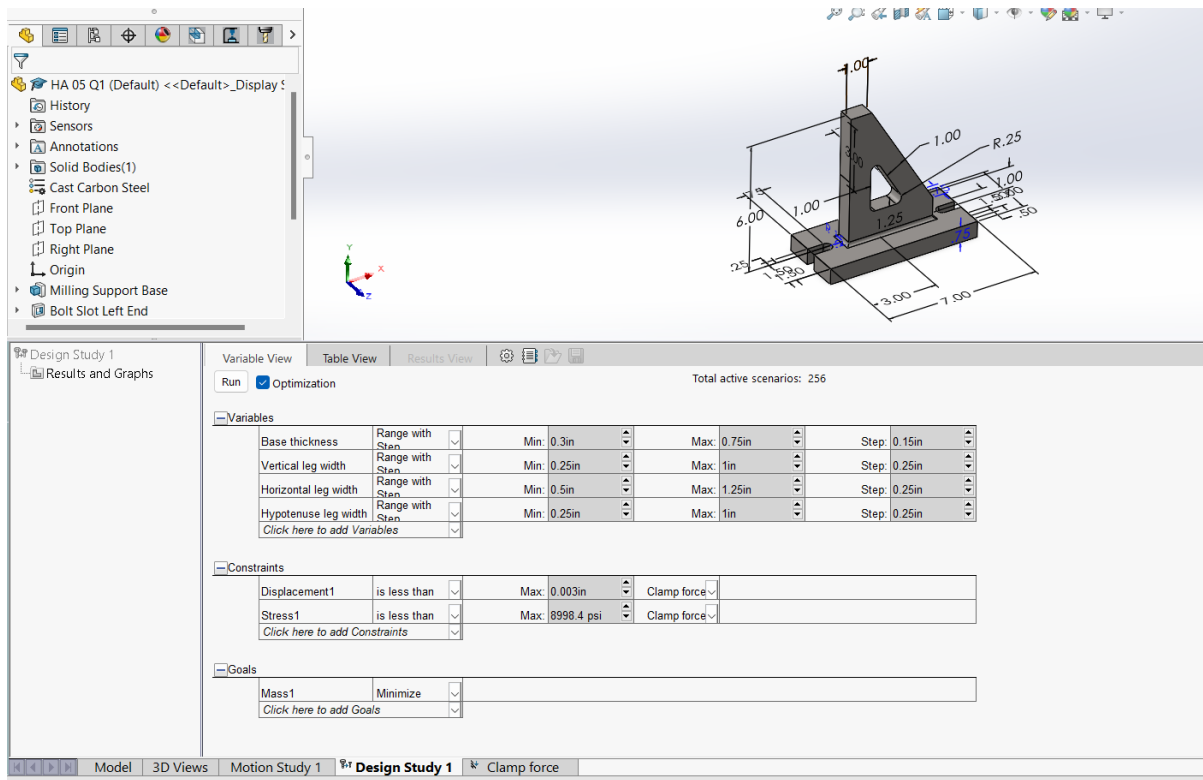 HA 05 Q1 (Default) <<Default>_Display S
History
Sensors
Annotations
Solid Bodies(1)
Cast Carbon Steel
Front Plane
Top Plane
Right Plane
Origin
Milling Support Base
Bolt Slot Left End
Y
X
Z
1.00
3.00
1.00
R.25
1.00
1.00
6.00
1.25
.75
.50
.25
3.00
7.00
Design Study 1
Results and Graphs
Variable View Table View Results View
Run Optimization Total active scenarios: 256
Variables
Base thickness Range with Step Min: 0.3in Max: 0.75in Step: 0.15in
Vertical leg width Range with Step Min: 0.25in Max: 1in Step: 0.25in
Horizontal leg width Range with Step Min: 0.5in Max: 1.25in Step: 0.25in
Hypotenuse leg width Range with Step Min: 0.25in Max: 1in Step: 0.25in
Click here to add Variables
Constraints
Displacement1 is less than Max: 0.003in Clamp force
Stress1 is less than Max: 8998.4 psi Clamp force
Click here to add Constraints
Goals
Mass1 Minimize
Click here to add Goals
Model 3D Views Motion Study 1 Design Study 1 Clamp force